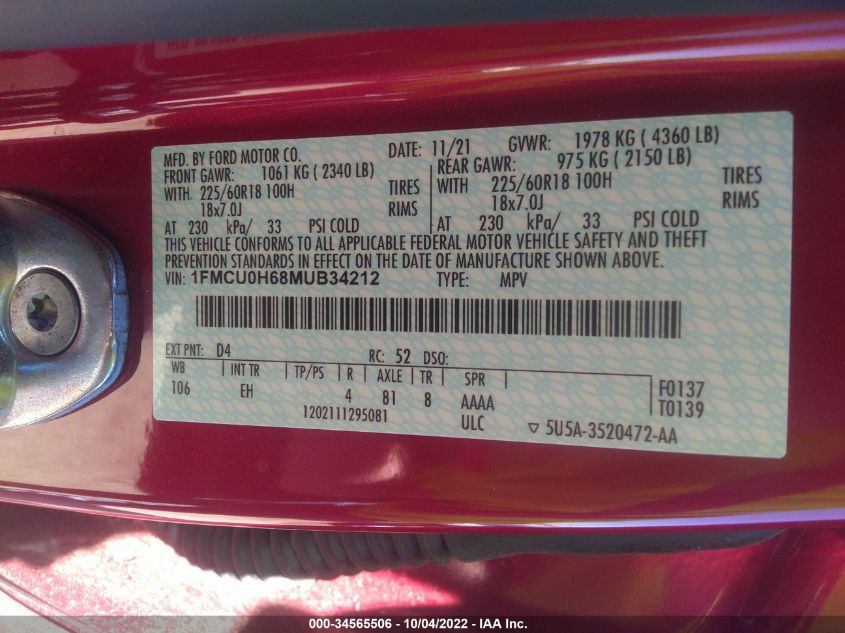 MFD. BY FORD MOTOR CO. DATE: 11/21 GVWR: 1978 KG ( 4360 LB)
FRONT GAWR: 1061 KG ( 2340 LB) REAR GAWR: 975 KG ( 2150 LB)
WITH 225/60R18 100H TIRES WITH 225/60R18 100H TIRES
18x7.0J RIMS 18x7.0J RIMS
AT 230 kPa/ 33 PSI COLD AT 230 kPa/ 33 PSI COLD
THIS VEHICLE CONFORMS TO ALL APPLICABLE FEDERAL MOTOR VEHICLE SAFETY AND THEFT
PREVENTION STANDARDS IN EFFECT ON THE DATE OF MANUFACTURE SHOWN ABOVE.
VIN: 1FMCU0H68MUB34212 TYPE: MPV
EXT PNT: D4 RC: 52 DSO:
WB INT TR TP/PS R AXLE TR SPR
106 EH 4 81 8 AAAA
F0137
T0139
1202111295081 ULC ▽ 5U5A-3520472-AA
000-34565506 - 10/04/2022 - IAA Inc.